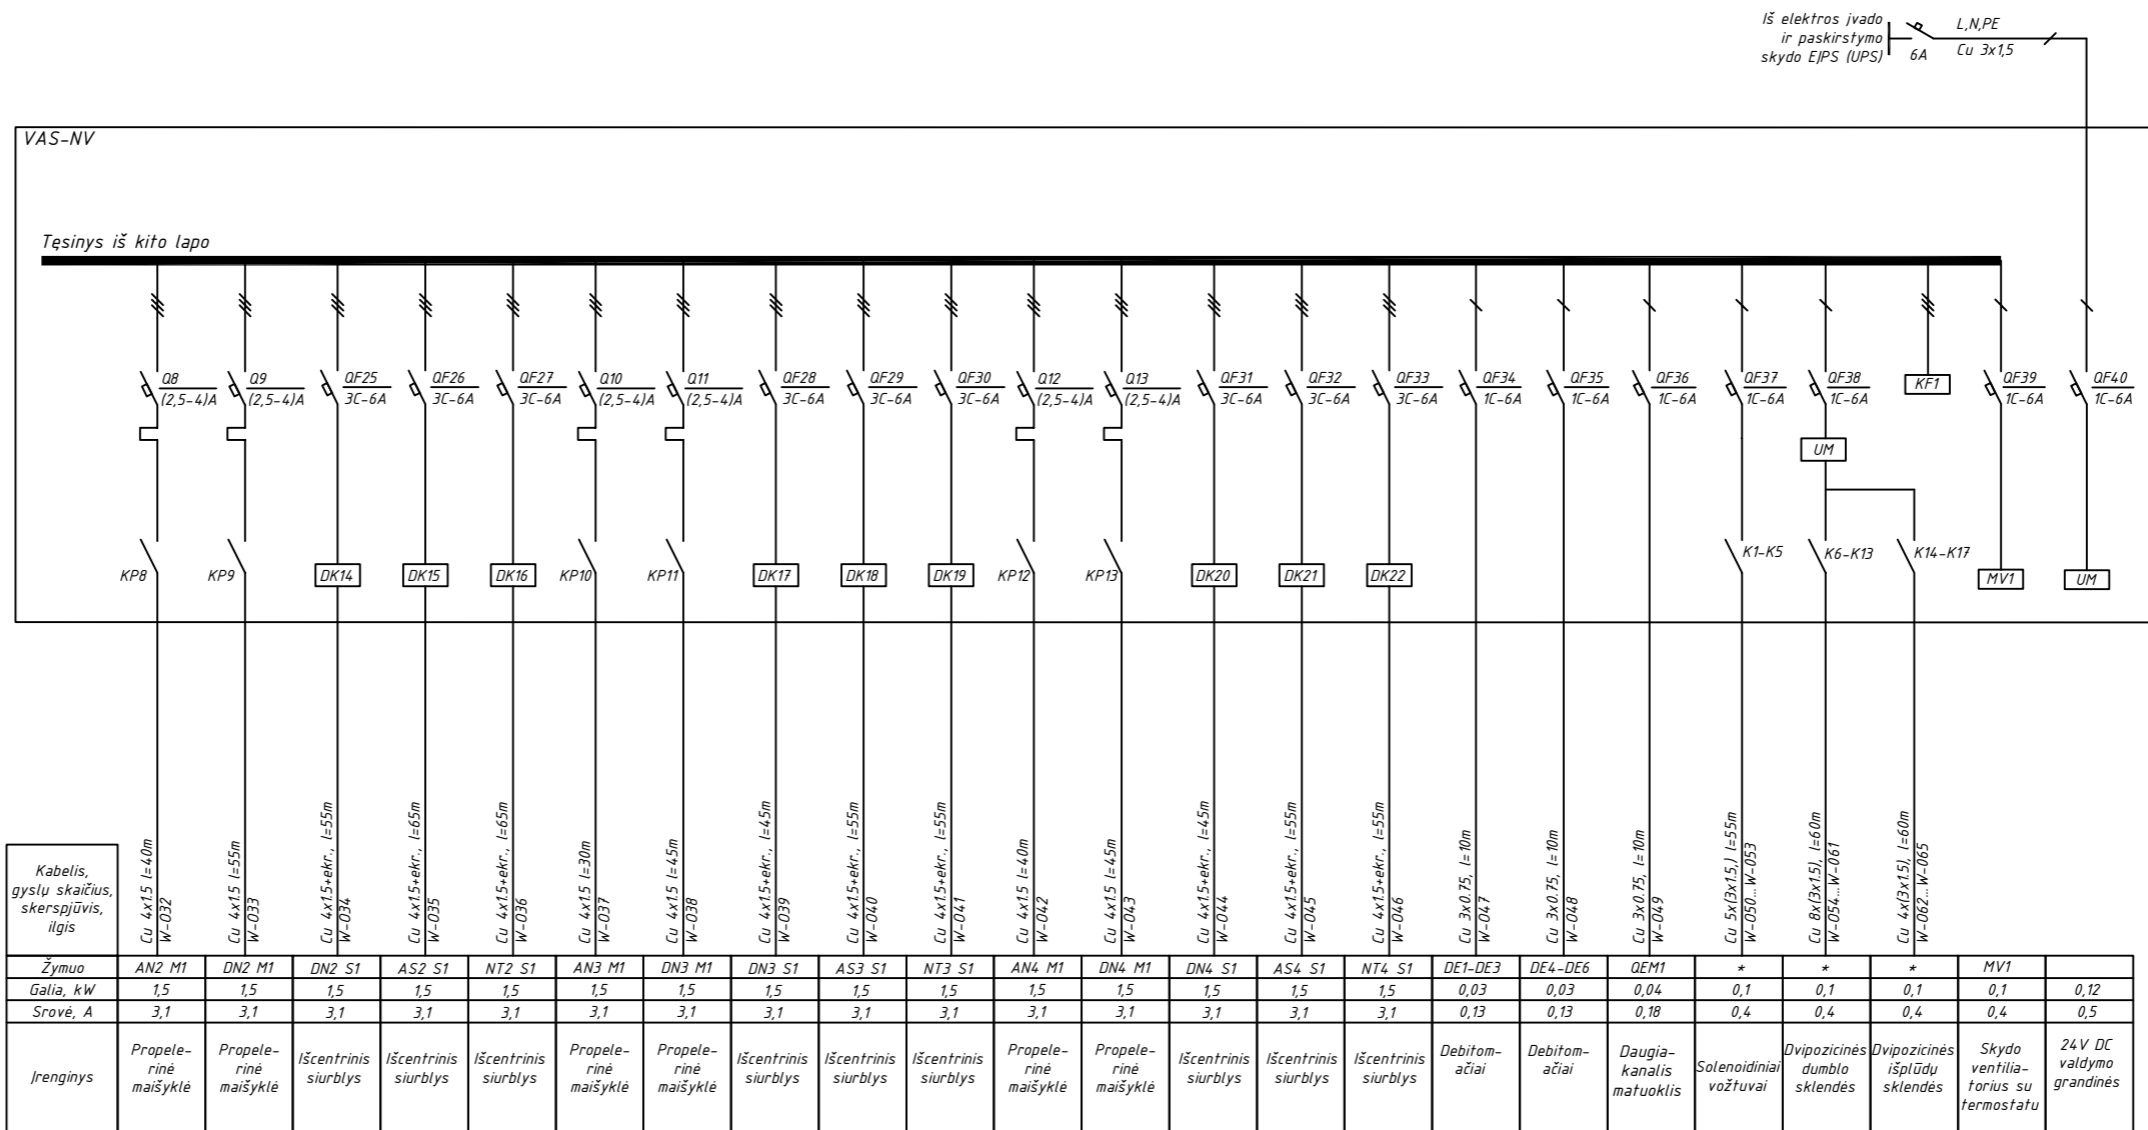 Iš elektros įvado
ir paskirstymo
skydo EĮPS (UPS)
6A
L,N,PE
Cu 3x1,5
VAS-NV
Tęsinys iš kito lapo
Q8
(2,5-4)A
Q9
(2,5-4)A
QF25
3C-6A
QF26
3C-6A
QF27
3C-6A
Q10
(2,5-4)A
Q11
(2,5-4)A
QF28
3C-6A
QF29
3C-6A
QF30
3C-6A
Q12
(2,5-4)A
Q13
(2,5-4)A
QF31
3C-6A
QF32
3C-6A
QF33
3C-6A
QF34
1C-6A
QF35
1C-6A
QF36
1C-6A
QF37
1C-6A
QF38
1C-6A
KF1
QF39
1C-6A
QF40
1C-6A
UM
KP8
KP9
DK14
DK15
DK16
KP10
KP11
DK17
DK18
DK19
KP12
KP13
DK20
DK21
DK22
K1-K5
K6-K13
K14-K17
MV1
UM
Kabelis,
gyslų skaičius,
skerspjūvis,
ilgis
Cu 4x1.5 l=40m
W-032
Cu 4x1.5 l=55m
W-033
Cu 4x1.5+ekr., l=55m
W-034
Cu 4x1.5+ekr., l=65m
W-035
Cu 4x1.5+ekr., l=65m
W-036
Cu 4x1.5 l=30m
W-037
Cu 4x1.5 l=45m
W-038
Cu 4x1.5+ekr., l=45m
W-039
Cu 4x1.5+ekr., l=55m
W-040
Cu 4x1.5+ekr., l=55m
W-041
Cu 4x1.5 l=40m
W-042
Cu 4x1.5 l=45m
W-043
Cu 4x1.5+ekr., l=45m
W-044
Cu 4x1.5+ekr., l=55m
W-045
Cu 4x1.5+ekr., l=55m
W-046
Cu 3x0.75, l=10m
W-047
Cu 3x0.75, l=10m
W-048
Cu 3x0.75, l=10m
W-049
Cu 5x(3x1.5,) l=55m
W-050...W-053
Cu 8x(3x1.5), l=60m
W-054...W-061
Cu 4x(3x1.5), l=60m
W-062...W-065
Žymuo AN2 M1 DN2 M1 DN2 S1 AS2 S1 NT2 S1 AN3 M1 DN3 M1 DN3 S1 AS3 S1 NT3 S1 AN4 M1 DN4 M1 DN4 S1 AS4 S1 NT4 S1 DE1-DE3 DE4-DE6 QEM1 * * * MV1
Galia, kW 1,5 1,5 1,5 1,5 1,5 1,5 1,5 1,5 1,5 1,5 1,5 1,5 1,5 1,5 1,5 0,03 0,03 0,04 0,1 0,1 0,1 0,1 0,12
Srovė, A 3,1 3,1 3,1 3,1 3,1 3,1 3,1 3,1 3,1 3,1 3,1 3,1 3,1 3,1 3,1 0,13 0,13 0,18 0,4 0,4 0,4 0,4 0,5
Įrenginys
Propele-
rinė
maišyklė
Propele-
rinė
maišyklė
Išcentrinis
siurblys
Išcentrinis
siurblys
Išcentrinis
siurblys
Propele-
rinė
maišyklė
Propele-
rinė
maišyklė
Išcentrinis
siurblys
Išcentrinis
siurblys
Išcentrinis
siurblys
Propele-
rinė
maišyklė
Propele-
rinė
maišyklė
Išcentrinis
siurblys
Išcentrinis
siurblys
Išcentrinis
siurblys
Debitom-
ačiai
Debitom-
ačiai
Daugia-
kanalis
matuoklis
Solenoidiniai
vožtuvai
Dvipozicinės
dumblo
sklendės
Dvipozicinės
išplūdų
sklendės
Skydo
ventilia-
torius su
termostatu
24V DC
valdymo
grandinės